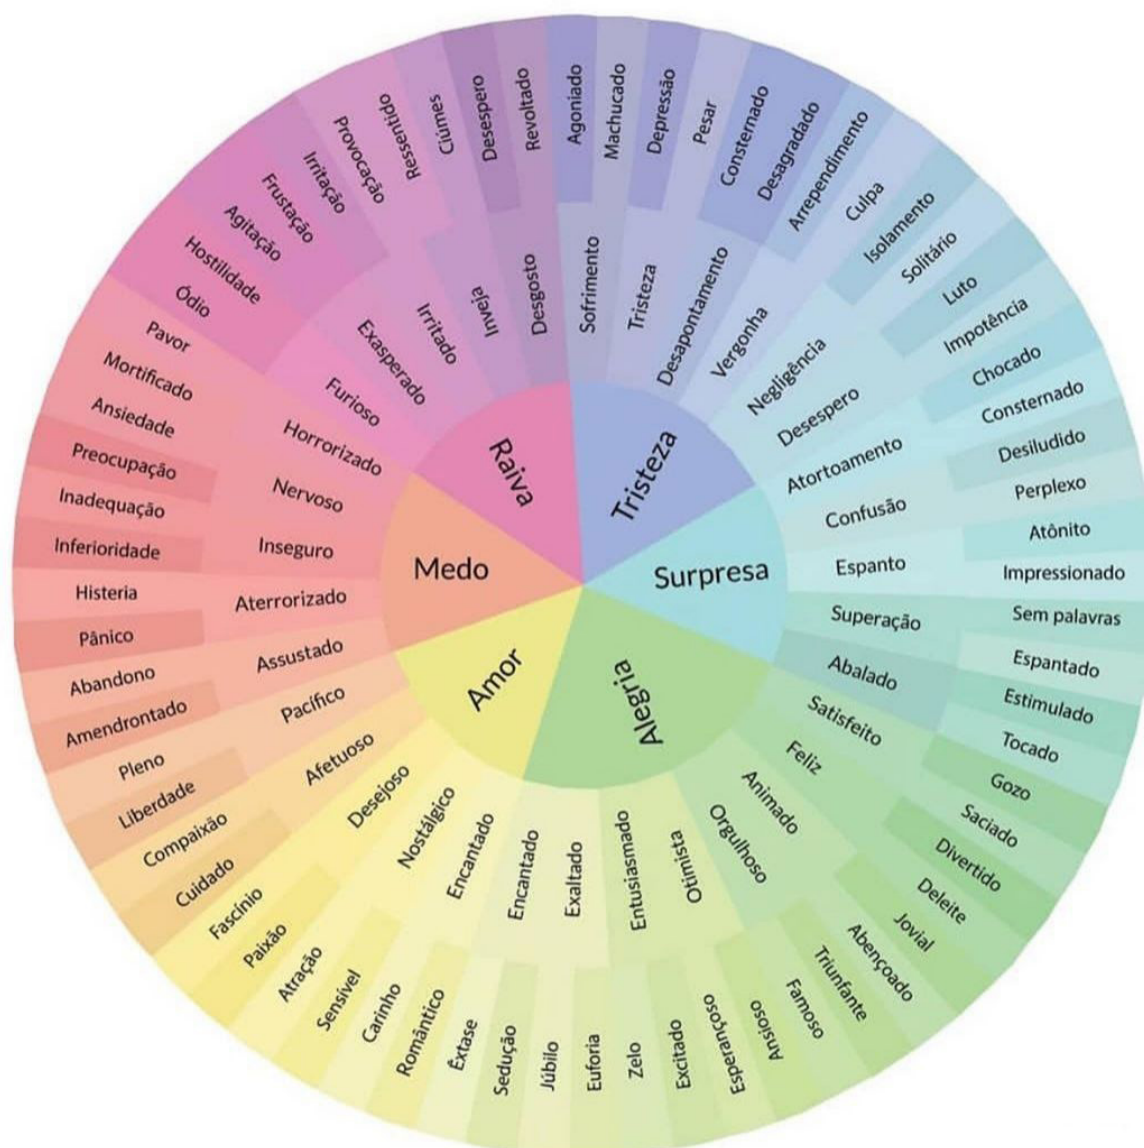 Raiva
Tristeza
Surpresa
Alegria
Amor
Medo
Sofrimento
Tristeza
Desapontamento
Vergonha
Negligência
Desespero
Atortoamento
Confusão
Espanto
Superação
Abalado
Satisfeito
Feliz
Animado
Orgulhoso
Otimista
Entusiasmado
Exaltado
Encantado
Encantado
Nostálgico
Desejoso
Afetuoso
Pacífico
Assustado
Aterrorizado
Inseguro
Nervoso
Horrorizado
Furioso
Exasperado
Irritado
Inveja
Desgosto
Agoniado
Machucado
Depressão
Pesar
Consternado
Desagradado
Arrependimento
Culpa
Isolamento
Solitário
Luto
Impotência
Chocado
Consternado
Desiludido
Perplexo
Atônito
Impressionado
Sem palavras
Espantado
Estimulado
Tocado
Gozo
Saciado
Divertido
Deleite
Jovial
Abençoado
Triunfante
Famoso
Ansioso
Esperançoso
Excitado
Zelo
Euforia
Júbilo
Sedução
Êxtase
Romântico
Carinho
Sensível
Atração
Paixão
Fascínio
Cuidado
Compaixão
Liberdade
Pleno
Amendrontado
Abandono
Pânico
Histeria
Inferioridade
Inadequação
Preocupação
Ansiedade
Mortificado
Pavor
Ódio
Hostilidade
Agitação
Frustação
Irritação
Provocação
Ressentido
Ciúmes
Desespero
Revoltado